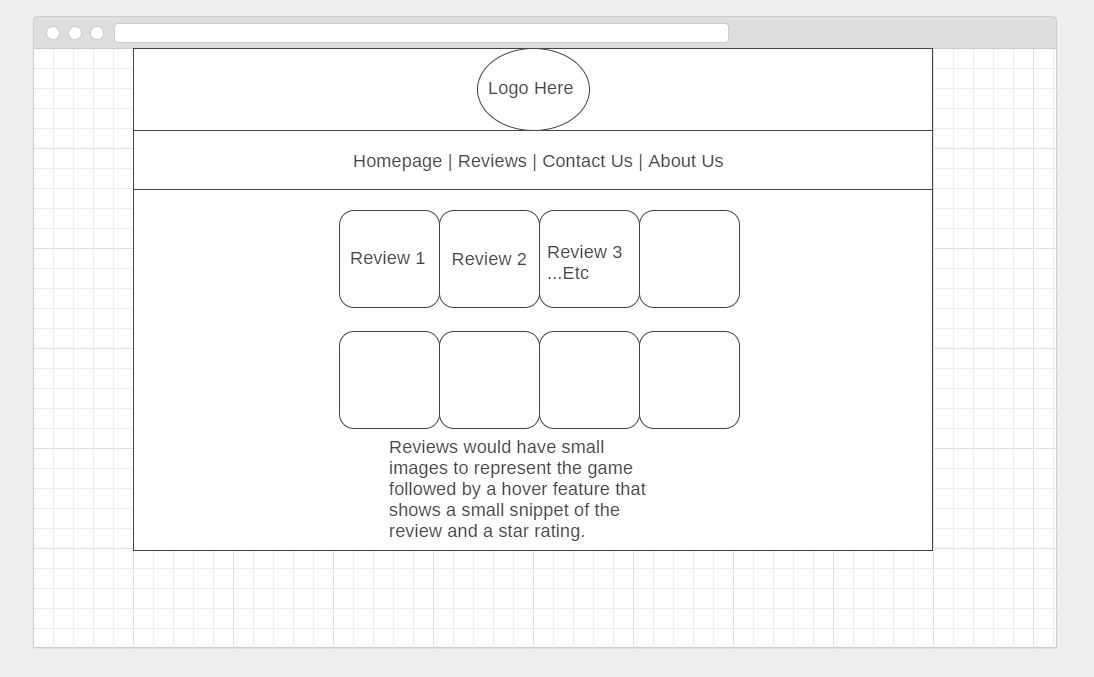 Logo Here
Homepage | Reviews | Contact Us | About Us
Review 1
Review 2
Review 3
...Etc
Reviews would have small
images to represent the game
followed by a hover feature that
shows a small snippet of the
review and a star rating.